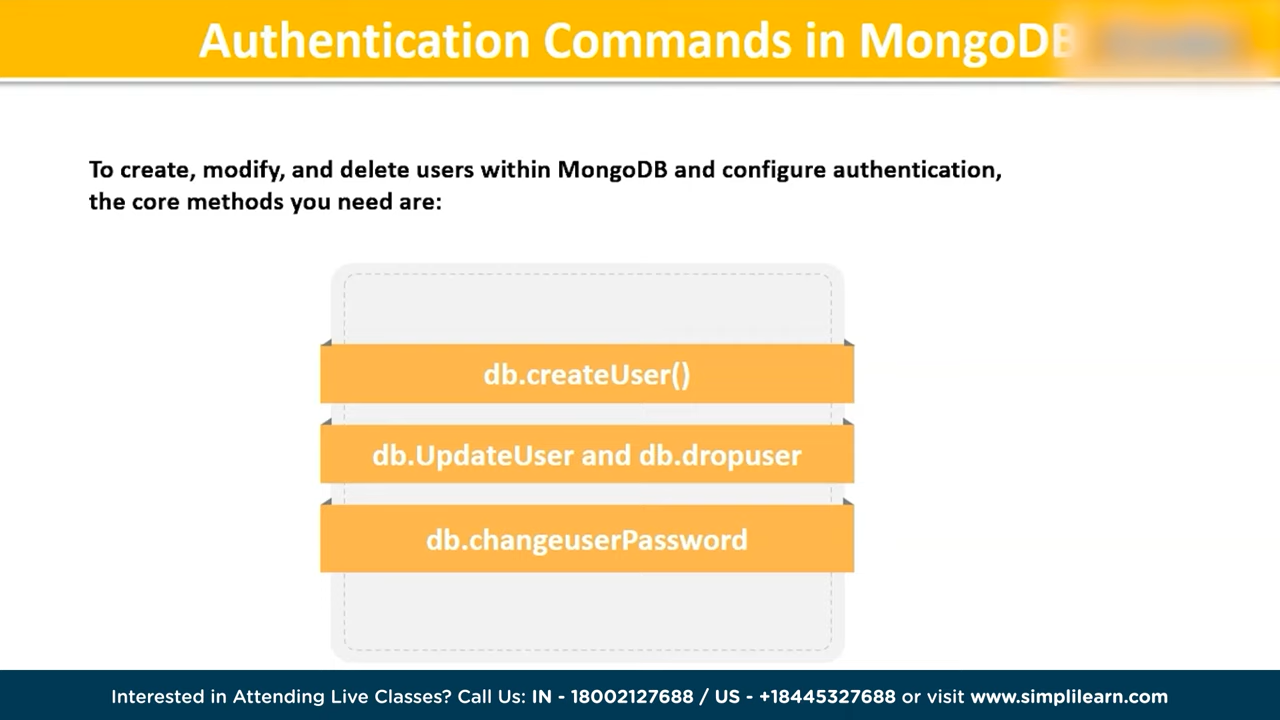 Authentication Commands in MongoDB
To create, modify, and delete users within MongoDB and configure authentication,
the core methods you need are:
db.createUser()
db.UpdateUser and db.dropuser
db.changeuserPassword
Interested in Attending Live Classes? Call Us: IN - 18002127688 / US - +18445327688 or visit www.simplilearn.com